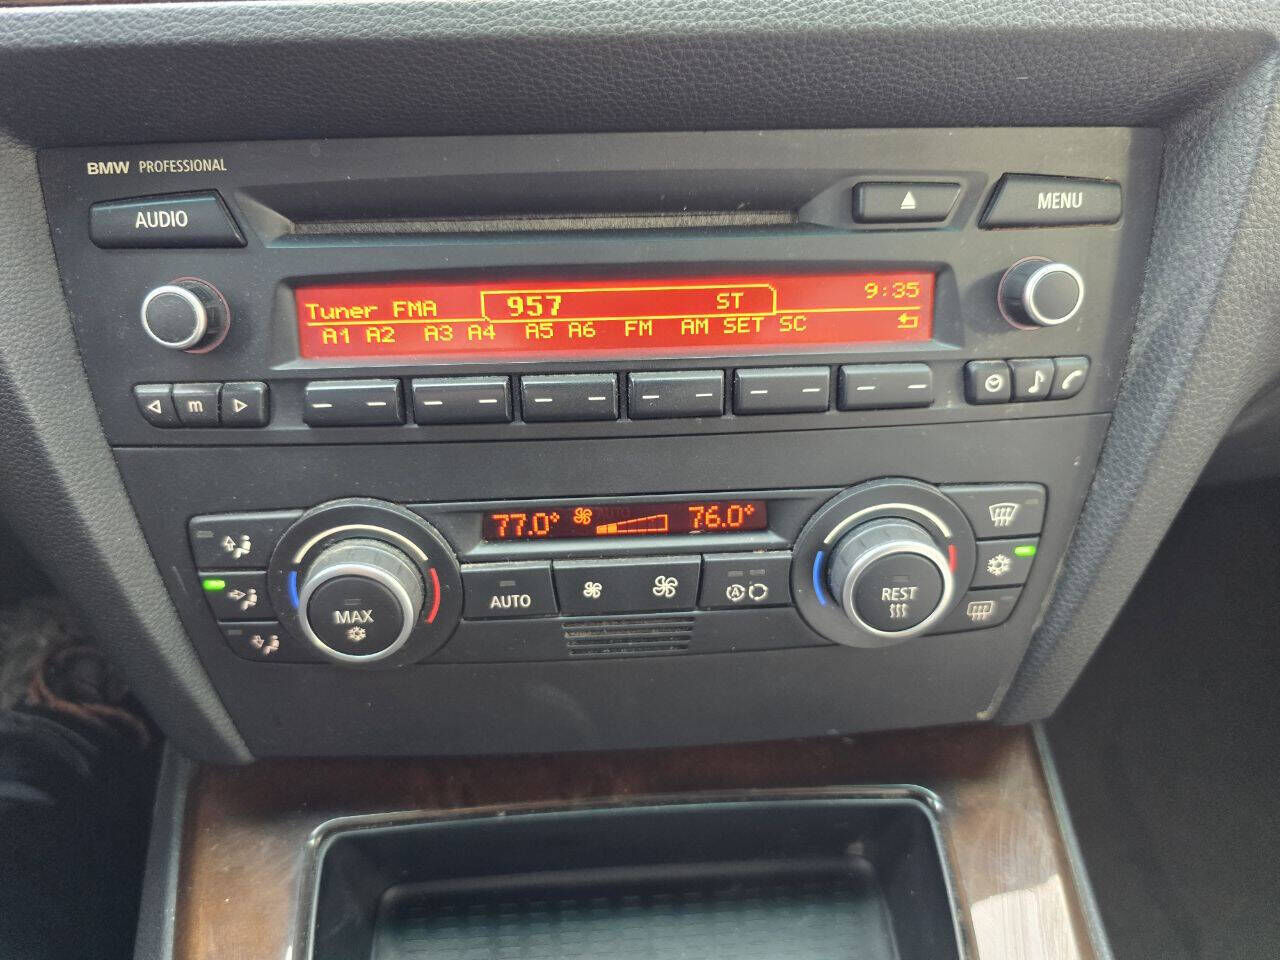 BMW PROFESSIONAL
AUDIO
MENU
Tuner FMA 957 ST 9:35
A1 A2 A3 A4 A5 A6 FM AM SET SC
m
77.0° AUTO 76.0°
AUTO
A
MAX
REST